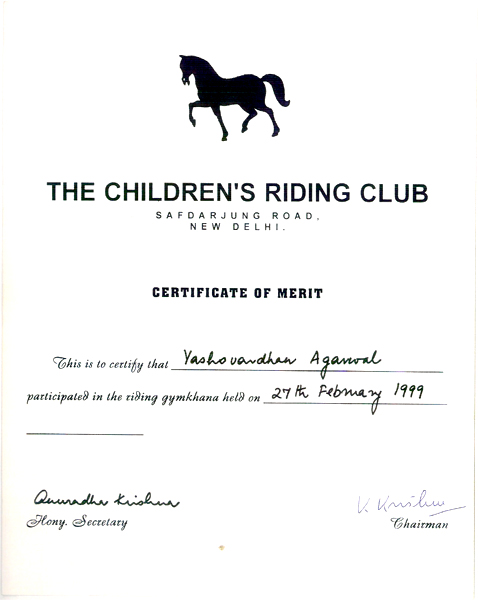 THE CHILDREN'S RIDING CLUB
SAFDARJUNG ROAD,
NEW DELHI.
CERTIFICATE OF MERIT
This is to certify that Yashovardhan Agarwal
participated in the riding gymkhana held on 27th February 1999
Anuradha Krishna K Krishna
Hony. Secretary Chairman